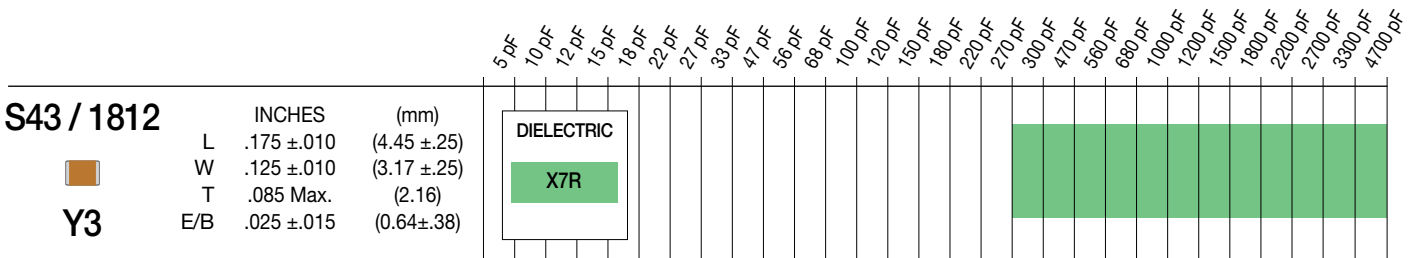 5 pF 10 pF 12 pF 15 pF 18 pF 22 pF 27 pF 33 pF 47 pF 56 pF 68 pF 100 pF 120 pF 150 pF 180 pF 220 pF 270 pF 300 pF 470 pF 560 pF 680 pF 1000 pF 1200 pF 1500 pF 1800 pF 2200 pF 2700 pF 3300 pF 4700 pF
S43 / 1812
INCHES (mm)
L .175 ±.010 (4.45 ±.25)
W .125 ±.010 (3.17 ±.25)
T .085 Max. (2.16)
E/B .025 ±.015 (0.64±.38)
Y3
DIELECTRIC
X7R